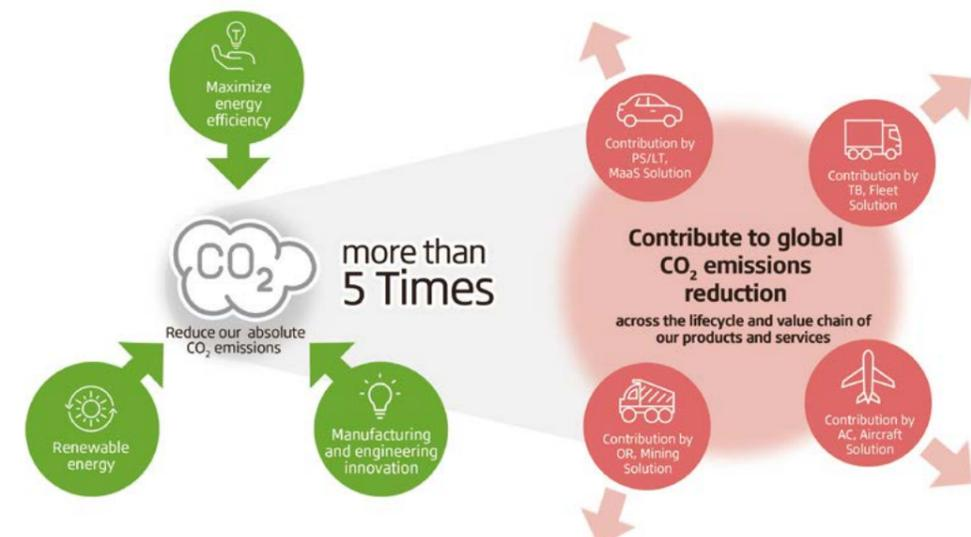 T
Maximize
energy
efficiency
CO₂
Reduce our absolute
CO₂ emissions
Renewable
energy
Manufacturing
and engineering
innovation
more than
5 Times
Contribution by
PS/LT,
MaaS Solution
Contribution by
TB, Fleet
Solution
Contribute to global
CO₂ emissions
reduction
across the lifecycle and value chain of
our products and services
Contribution by
OR, Mining
Solution
Contribution by
AC, Aircraft
Solution